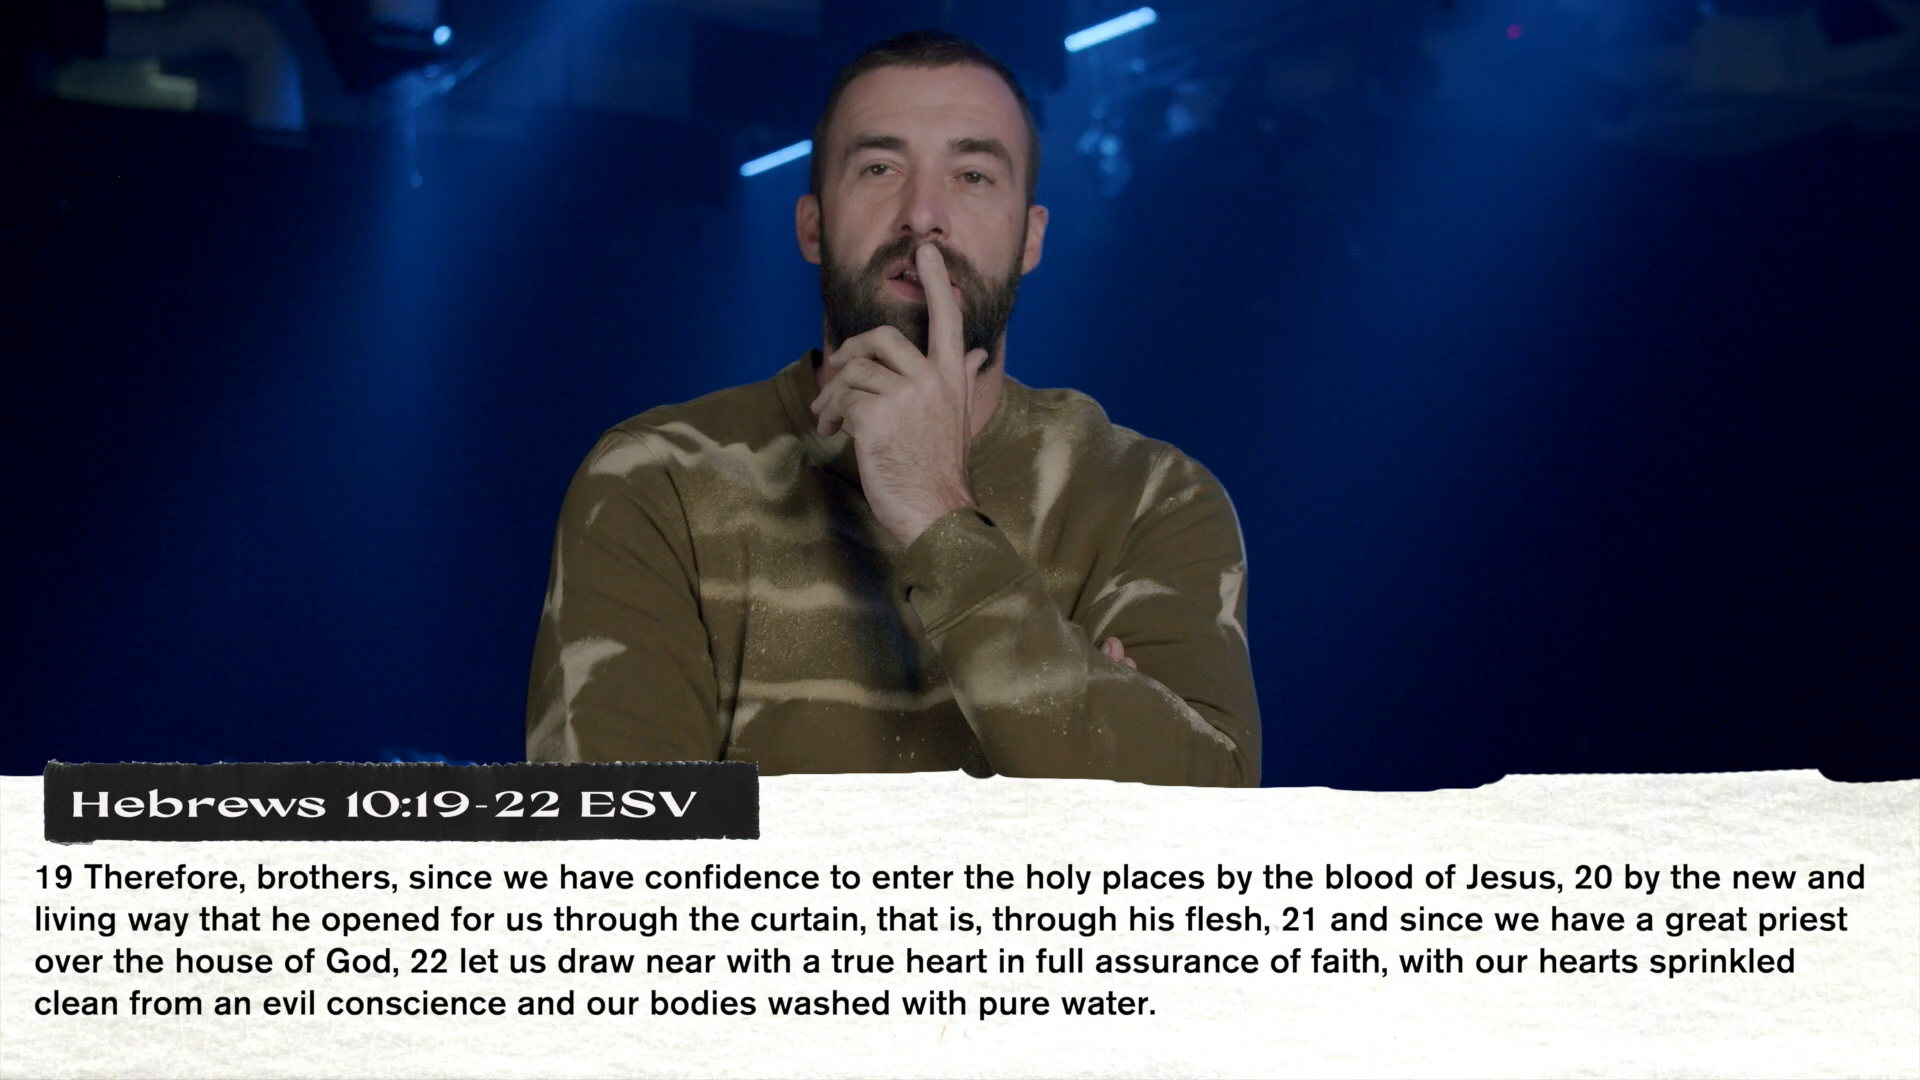 Hebrews 10:19-22 ESV
19 Therefore, brothers, since we have confidence to enter the holy places by the blood of Jesus, 20 by the new and
living way that he opened for us through the curtain, that is, through his flesh, 21 and since we have a great priest
over the house of God, 22 let us draw near with a true heart in full assurance of faith, with our hearts sprinkled
clean from an evil conscience and our bodies washed with pure water.